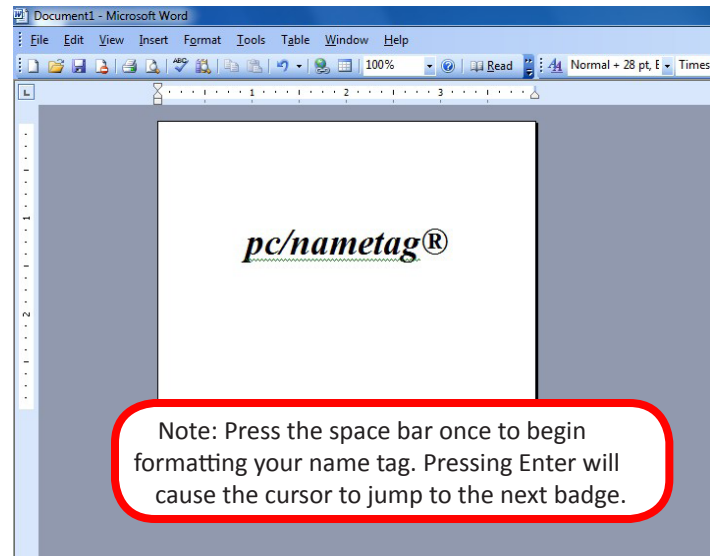 Document1 - Microsoft Word
File Edit View Insert Format Tools Table Window Help
ABC 100% Read Normal + 28 pt, E Times
L
1 2 3
1
2
pc/nametag®
Note: Press the space bar once to begin
formatting your name tag. Pressing Enter will
cause the cursor to jump to the next badge.